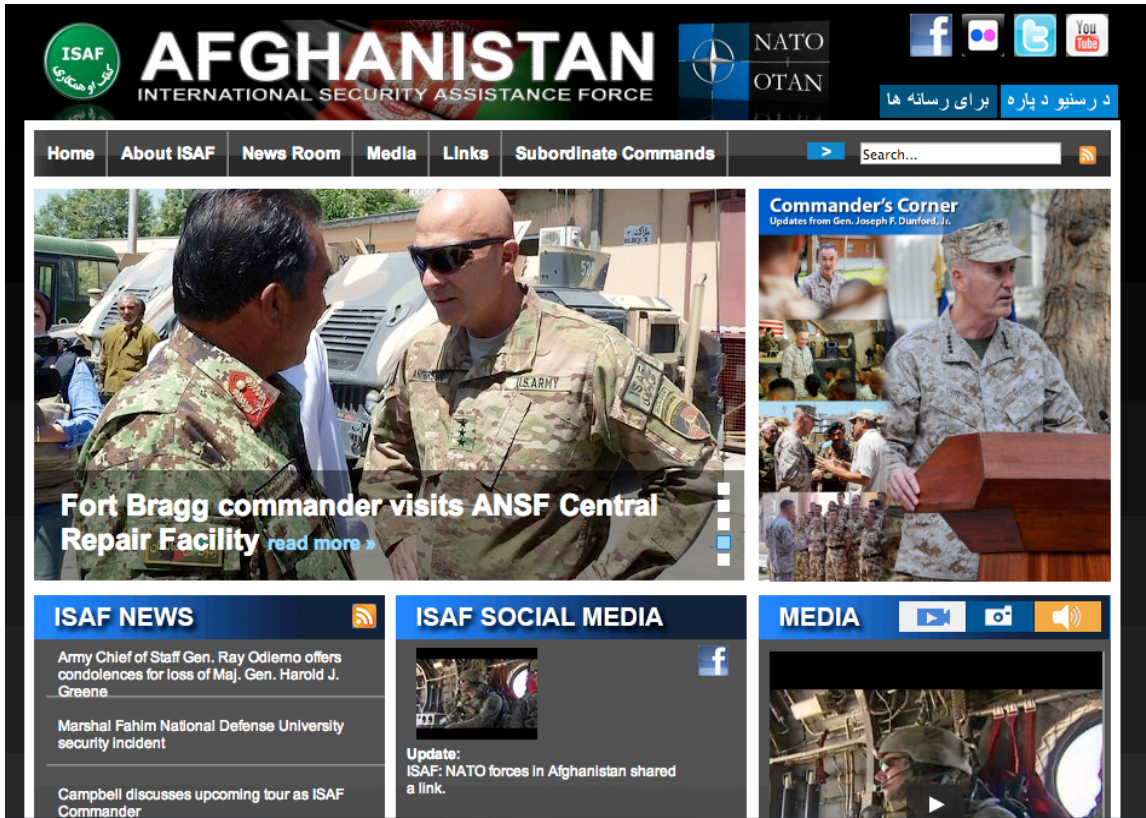 ISAF
کمک او همکاری
AFGHANISTAN
INTERNATIONAL SECURITY ASSISTANCE FORCE
NATO
OTAN
f
t
You
Tube
برای رسانه ها
د رسنیو د پاره
Home
About ISAF
News Room
Media
Links
Subordinate Commands
>
Search...
Commander's Corner
Updates from Gen. Joseph F. Dunford, Jr.
U.S. ARMY
Fort Bragg commander visits ANSF Central
Repair Facility read more »
ISAF NEWS
Army Chief of Staff Gen. Ray Odierno offers
condolences for loss of Maj. Gen. Harold J.
Greene
Marshal Fahim National Defense University
security incident
Campbell discusses upcoming tour as ISAF
Commander
ISAF SOCIAL MEDIA
f
Update:
ISAF: NATO forces in Afghanistan shared
a link.
MEDIA